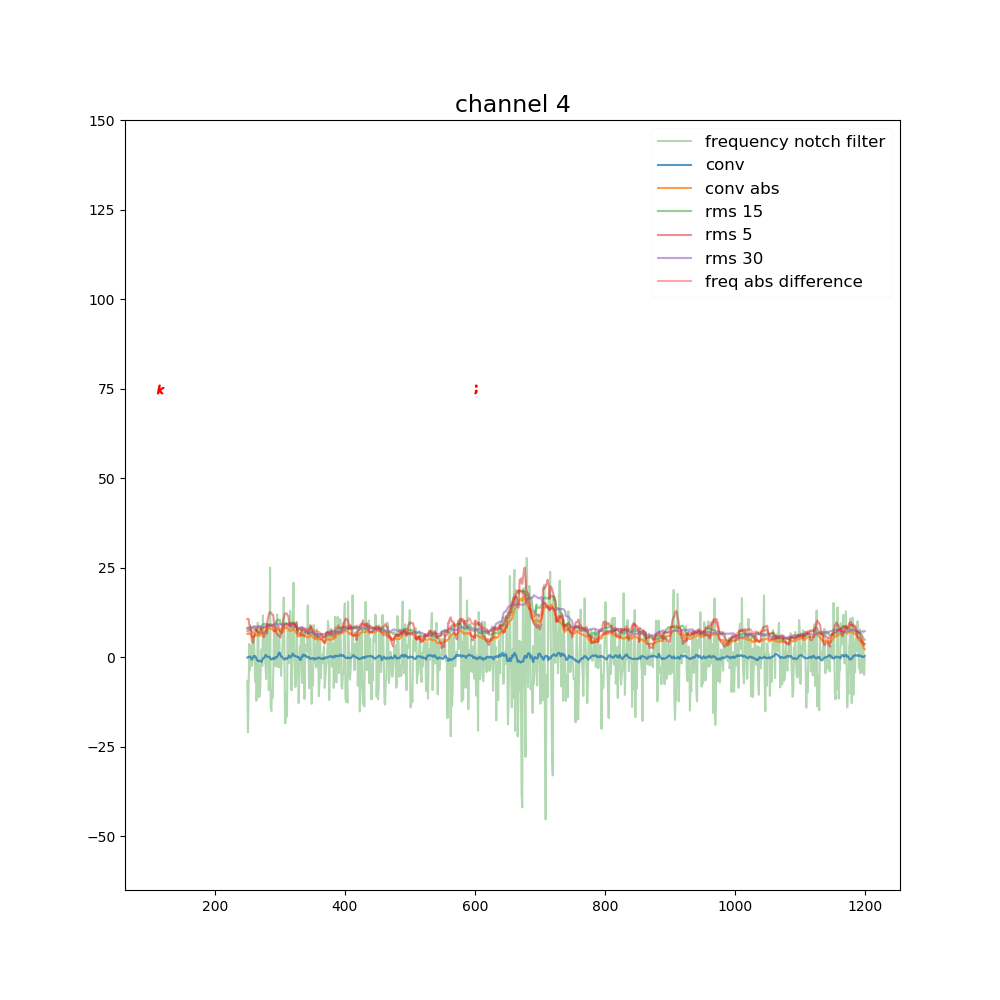 channel 4
150
125
100
75
50
25
0
−25
−50
frequency notch filter
conv
conv abs
rms 15
rms 5
rms 30
freq abs difference
k ;
200 400 600 800 1000 1200